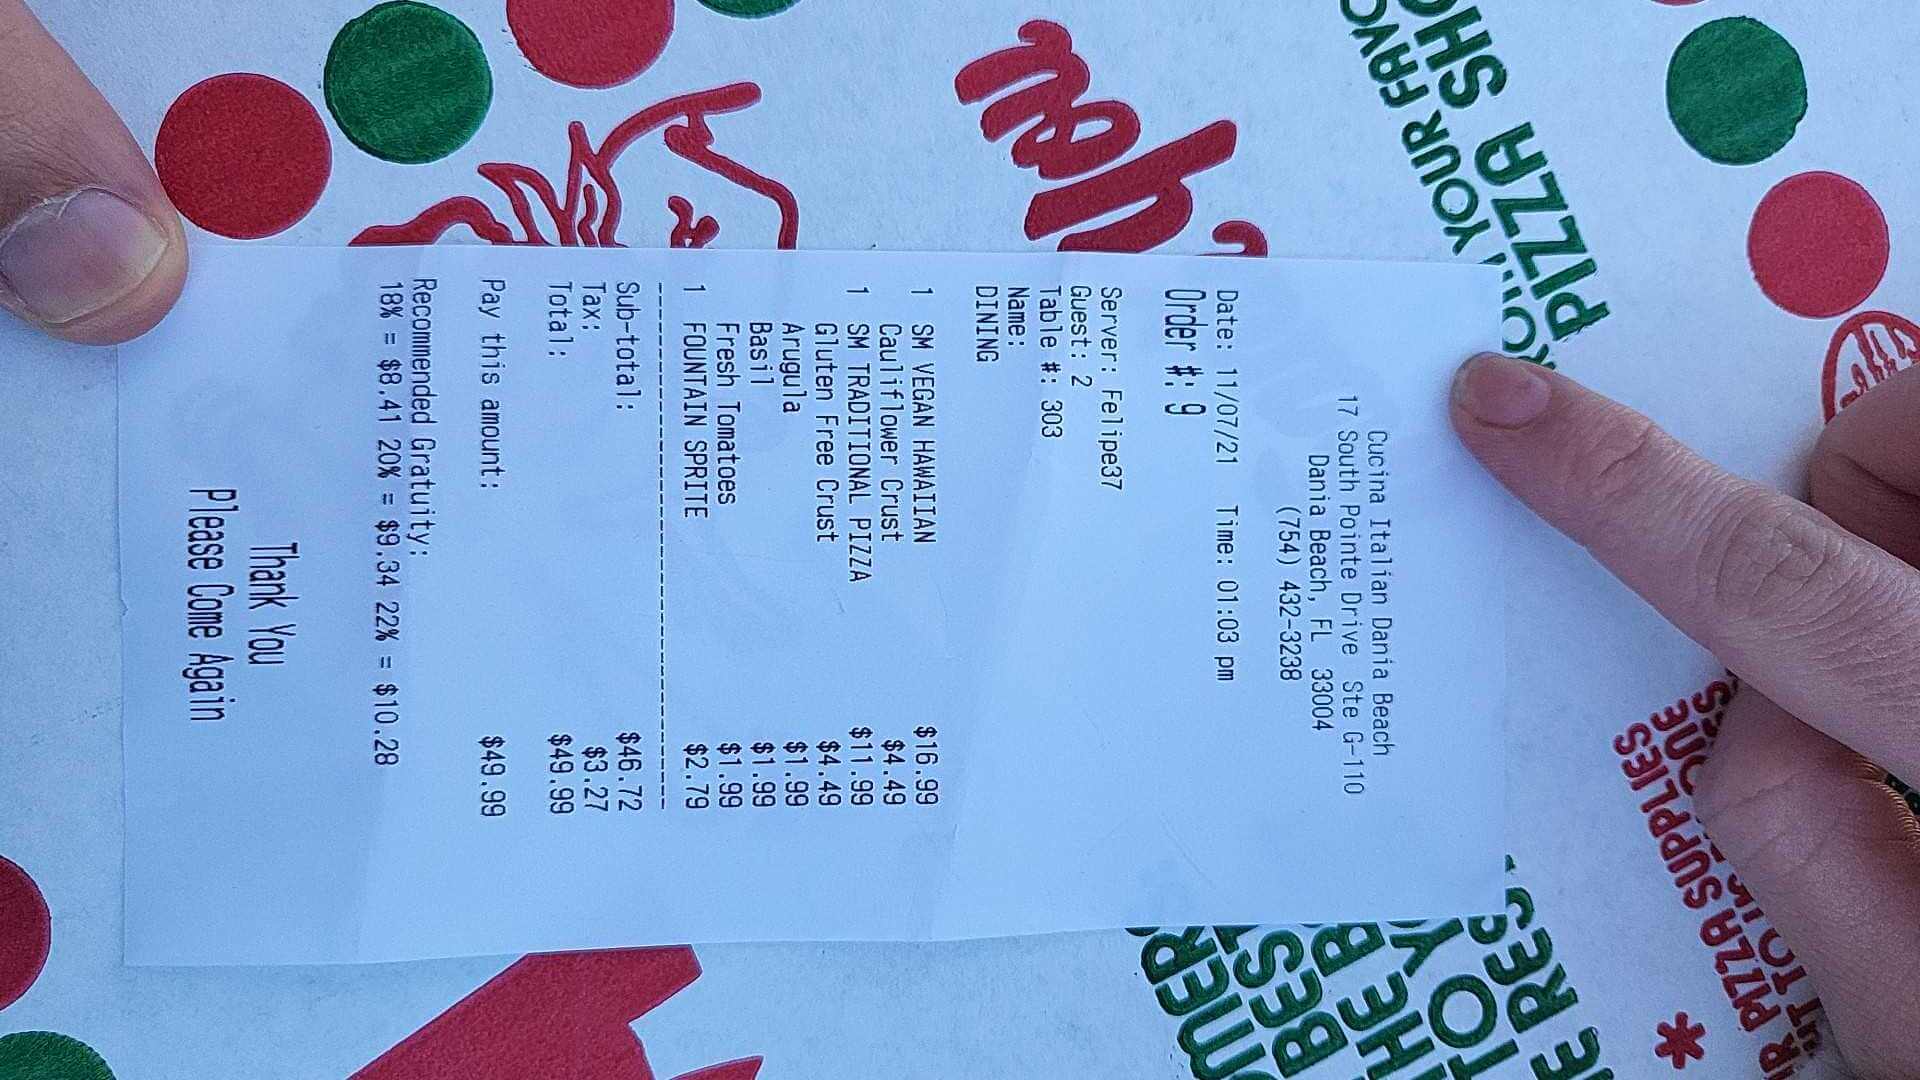 Cucina Italian Dania Beach
17 South Pointe Drive Ste G-110
Dania Beach, FL 33004
(754) 432-3238
Date: 11/07/21 Time: 01:03 pm
Order #: 9
Server: Felipe37
Guest: 2
Table #: 303
Name:
DINING
1 SM VEGAN HAWAIIAN $16.99
Cauliflower Crust $4.49
1 SM TRADITIONAL PIZZA $11.99
Gluten Free Crust $4.49
Arugula $1.99
Basil $1.99
Fresh Tomatoes $1.99
1 FOUNTAIN SPRITE $2.79
Sub-total: $46.72
Tax: $3.27
Total: $49.99
Pay this amount: $49.99
Recommended Gratuity:
18% = $8.41 20% = $9.34 22% = $10.28
Thank You
Please Come Again
YOUR
PIZZA
PIZZA SUPPLIES
BEST